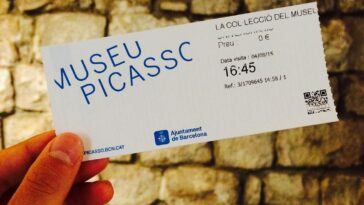 MUSEU
PICASSO
PICASSO.BCN.CAT
Ajuntament
de Barcelona
LA COL·LECCIÓ DEL MUSEU
Preu 0 €
Data visita :
16:45
Ref.: